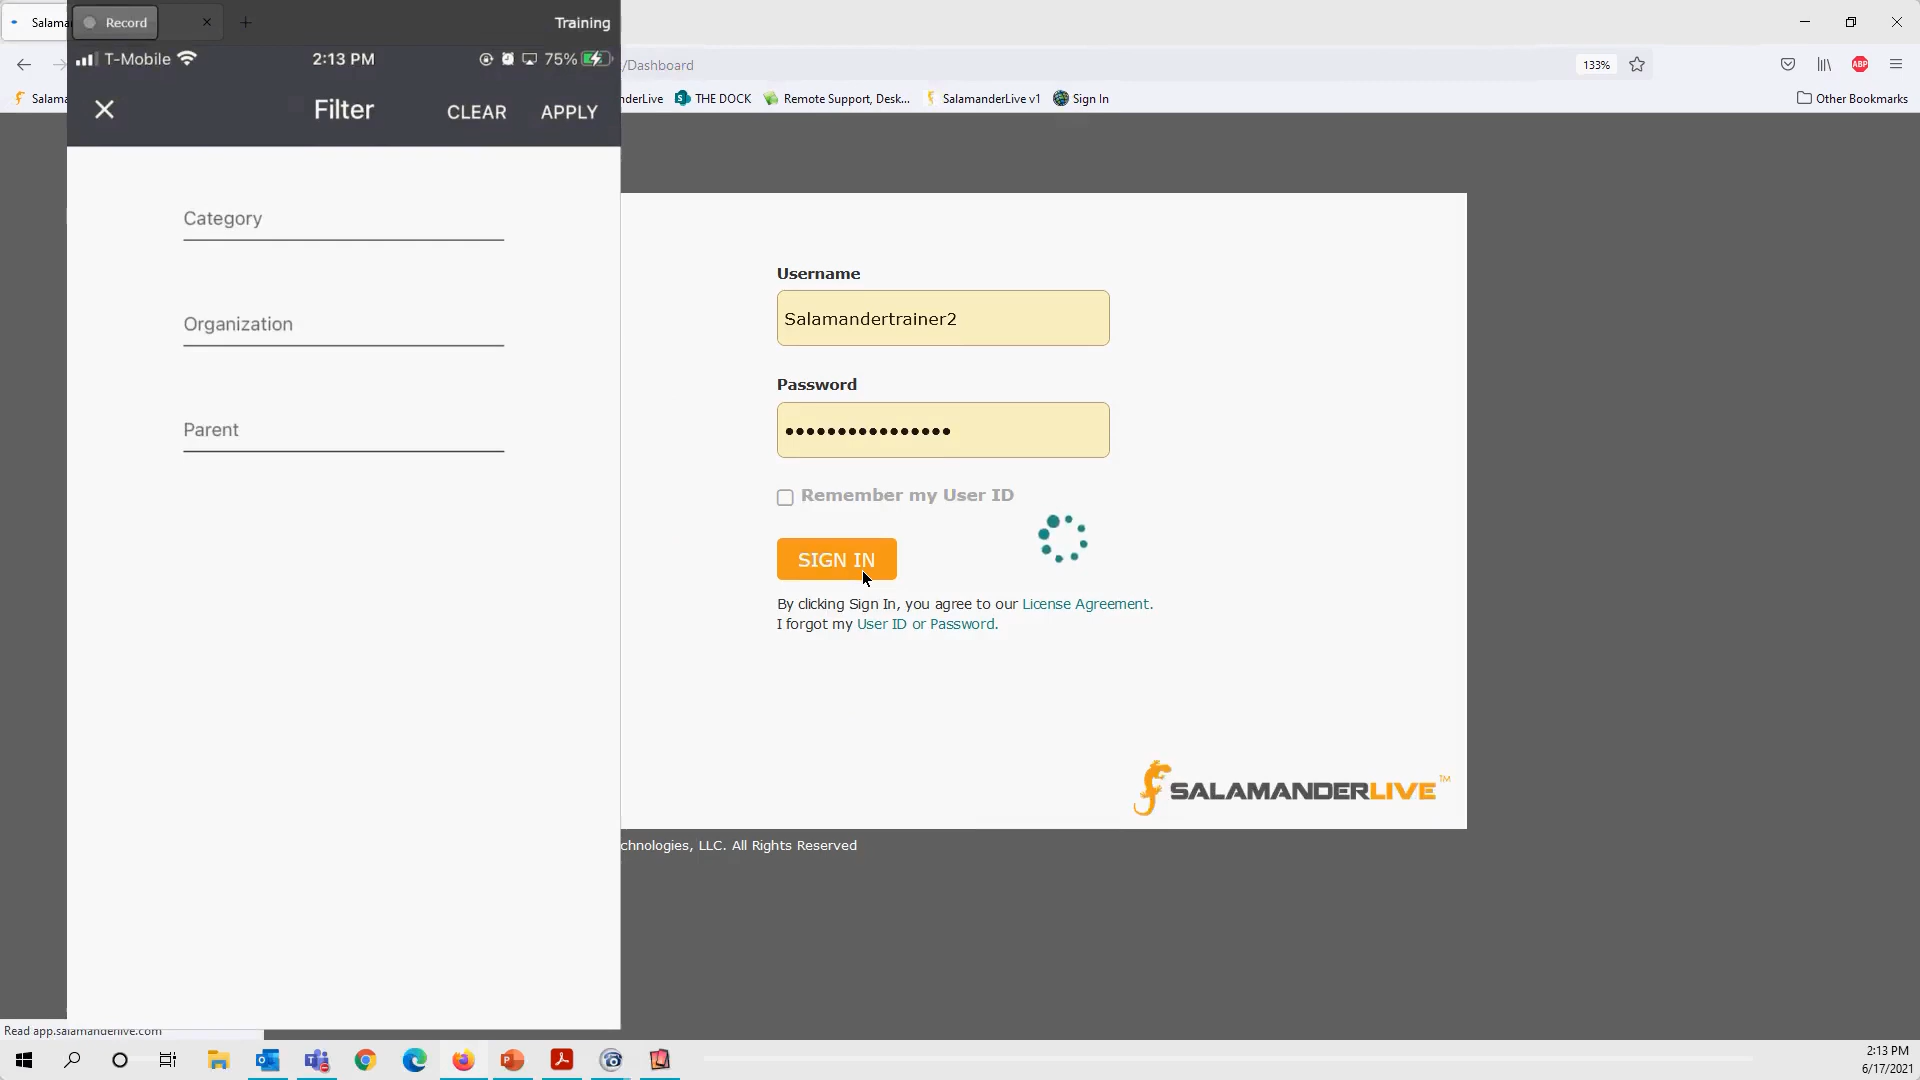 Salama
Record
Training
T-Mobile
2:13 PM
75%
/Dashboard
133%
Salama
nderLive
THE DOCK
Remote Support, Desk...
SalamanderLive v1
Sign In
ABP
Other Bookmarks
Filter
CLEAR
APPLY
Category
Organization
Parent
Username
Salamandertrainer2
Password
Remember my User ID
SIGN IN
By clicking Sign In, you agree to our License Agreement.
I forgot my User ID or Password.
SALAMANDERLIVE™
chnologies, LLC. All Rights Reserved
Read app.salamanderlive.com
2:13 PM
6/17/2021